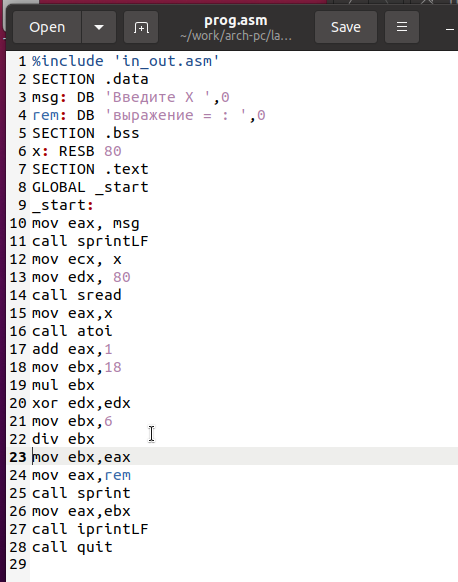 Open
prog.asm
~/work/arch-pc/la...
Save
1 %include 'in_out.asm'
2 SECTION .data
3 msg: DB 'Введите X ',0
4 rem: DB 'выражение = : ',0
5 SECTION .bss
6 x: RESB 80
7 SECTION .text
8 GLOBAL _start
9 _start:
10 mov eax, msg
11 call sprintLF
12 mov ecx, x
13 mov edx, 80
14 call sread
15 mov eax,x
16 call atoi
17 add eax,1
18 mov ebx,18
19 mul ebx
20 xor edx,edx
21 mov ebx,6
22 div ebx
23 mov ebx,eax
24 mov eax,rem
25 call sprint
26 mov eax,ebx
27 call iprintLF
28 call quit
29